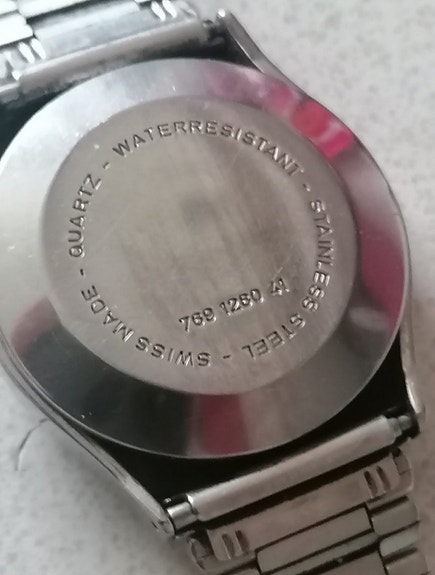 QUARTZ - WATERRESISTANT - STAINLESS STEEL - SWISS MADE -
769 1260 41